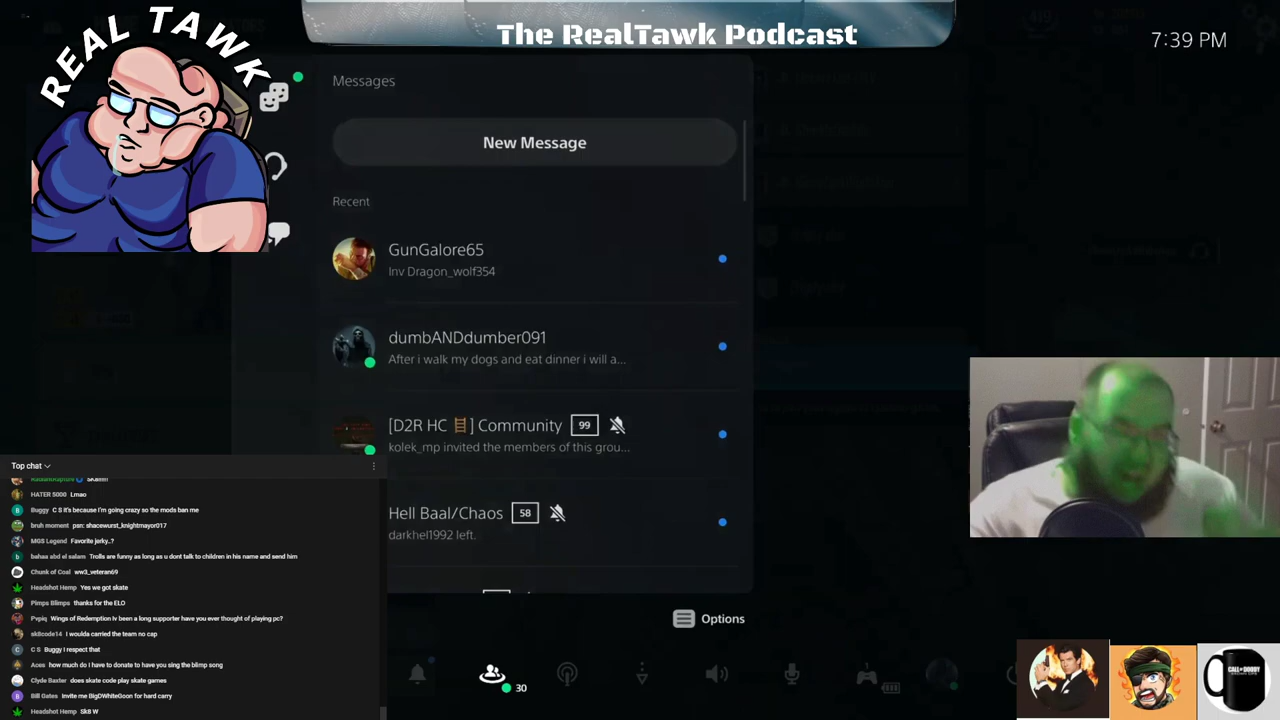 REAL TAWK
The RealTawk Podcast
7:39 PM
Messages
New Message
Recent
GunGalore65
Inv Dragon_wolf354
dumbANDdumber091
After i walk my dogs and eat dinner i will a...
[D2R HC 🪜] Community 99
kolek_mp invited the members of this grou...
Hell Baal/Chaos 58
darkhel1992 left.
Options
30
Top chat
HATER 5000 Lmao
Buggy C S it's because I'm going crazy so the mods ban me
bruh moment pan: shacewurst_knightmayor017
MGS Legend Favorite jerky..?
bahaa abd el salam Trolls are funny as long as u dont talk to children in his name and send him
Chunk of Coal ww3_veteran69
Headshot Hemp Yes we got skate
Pimps Blimps thanks for the ELO
Pvpiq Wings of Redemption Iv been a long supporter have you ever thought of playing pc?
sk8code14 I woulda carried the team no cap
C S Buggy I respect that
Aces how much do I have to donate to have you sing the blimp song
Clyde Baxter does skate code play skate games
Bill Gates Invite me BigDWhiteGoon for hard carry
Headshot Hemp Sk8 W
CALL OF DOODY